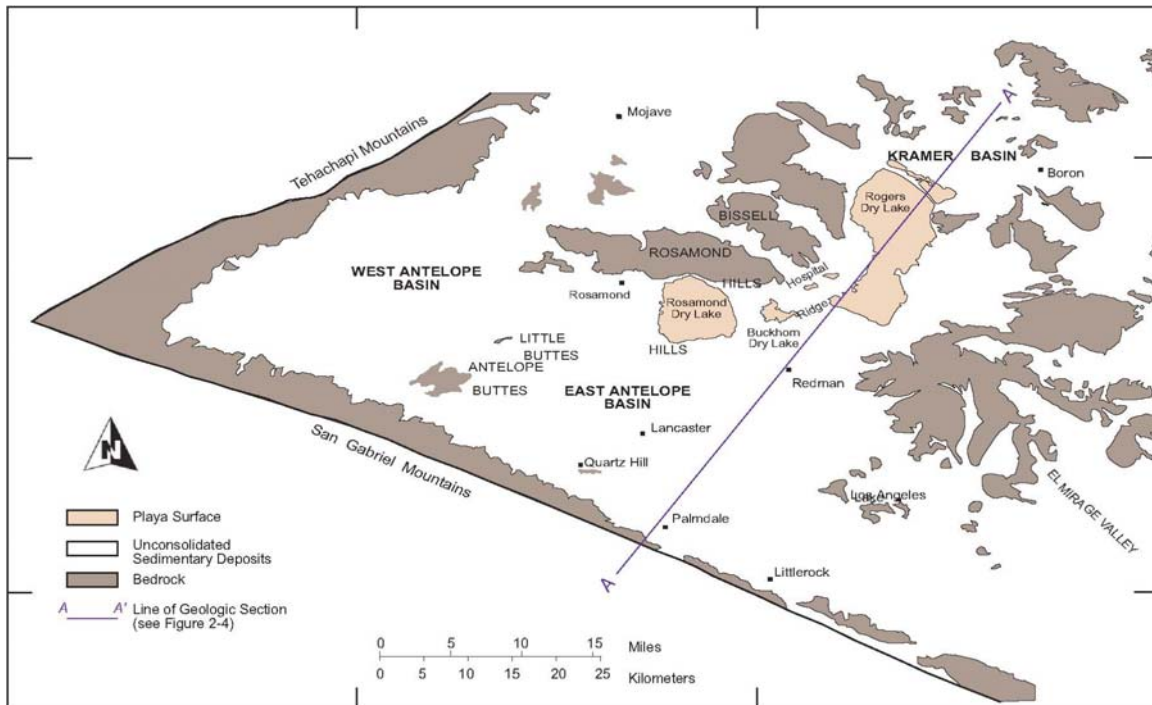 Mojave
Tehachapi Mountains
A'
KRAMER BASIN
Boron
Rogers
Dry Lake
BISSELL
ROSAMOND
HILLS
Hospital
Ridge
WEST ANTELOPE
BASIN
Rosamond
Rosamond
Dry Lake
Buckhorn
Dry Lake
LITTLE
BUTTES
HILLS
ANTELOPE
BUTTES
Redman
EAST ANTELOPE
BASIN
Lancaster
San Gabriel Mountains
Quartz Hill
Los Angeles
Lake
EL MIRAGE VALLEY
Palmdale
Littlerock
A
N
Playa Surface
Unconsolidated
Sedimentary Deposits
Bedrock
A A' Line of Geologic Section
(see Figure 2-4)
0 5 10 15 Miles
0 5 10 15 20 25 Kilometers